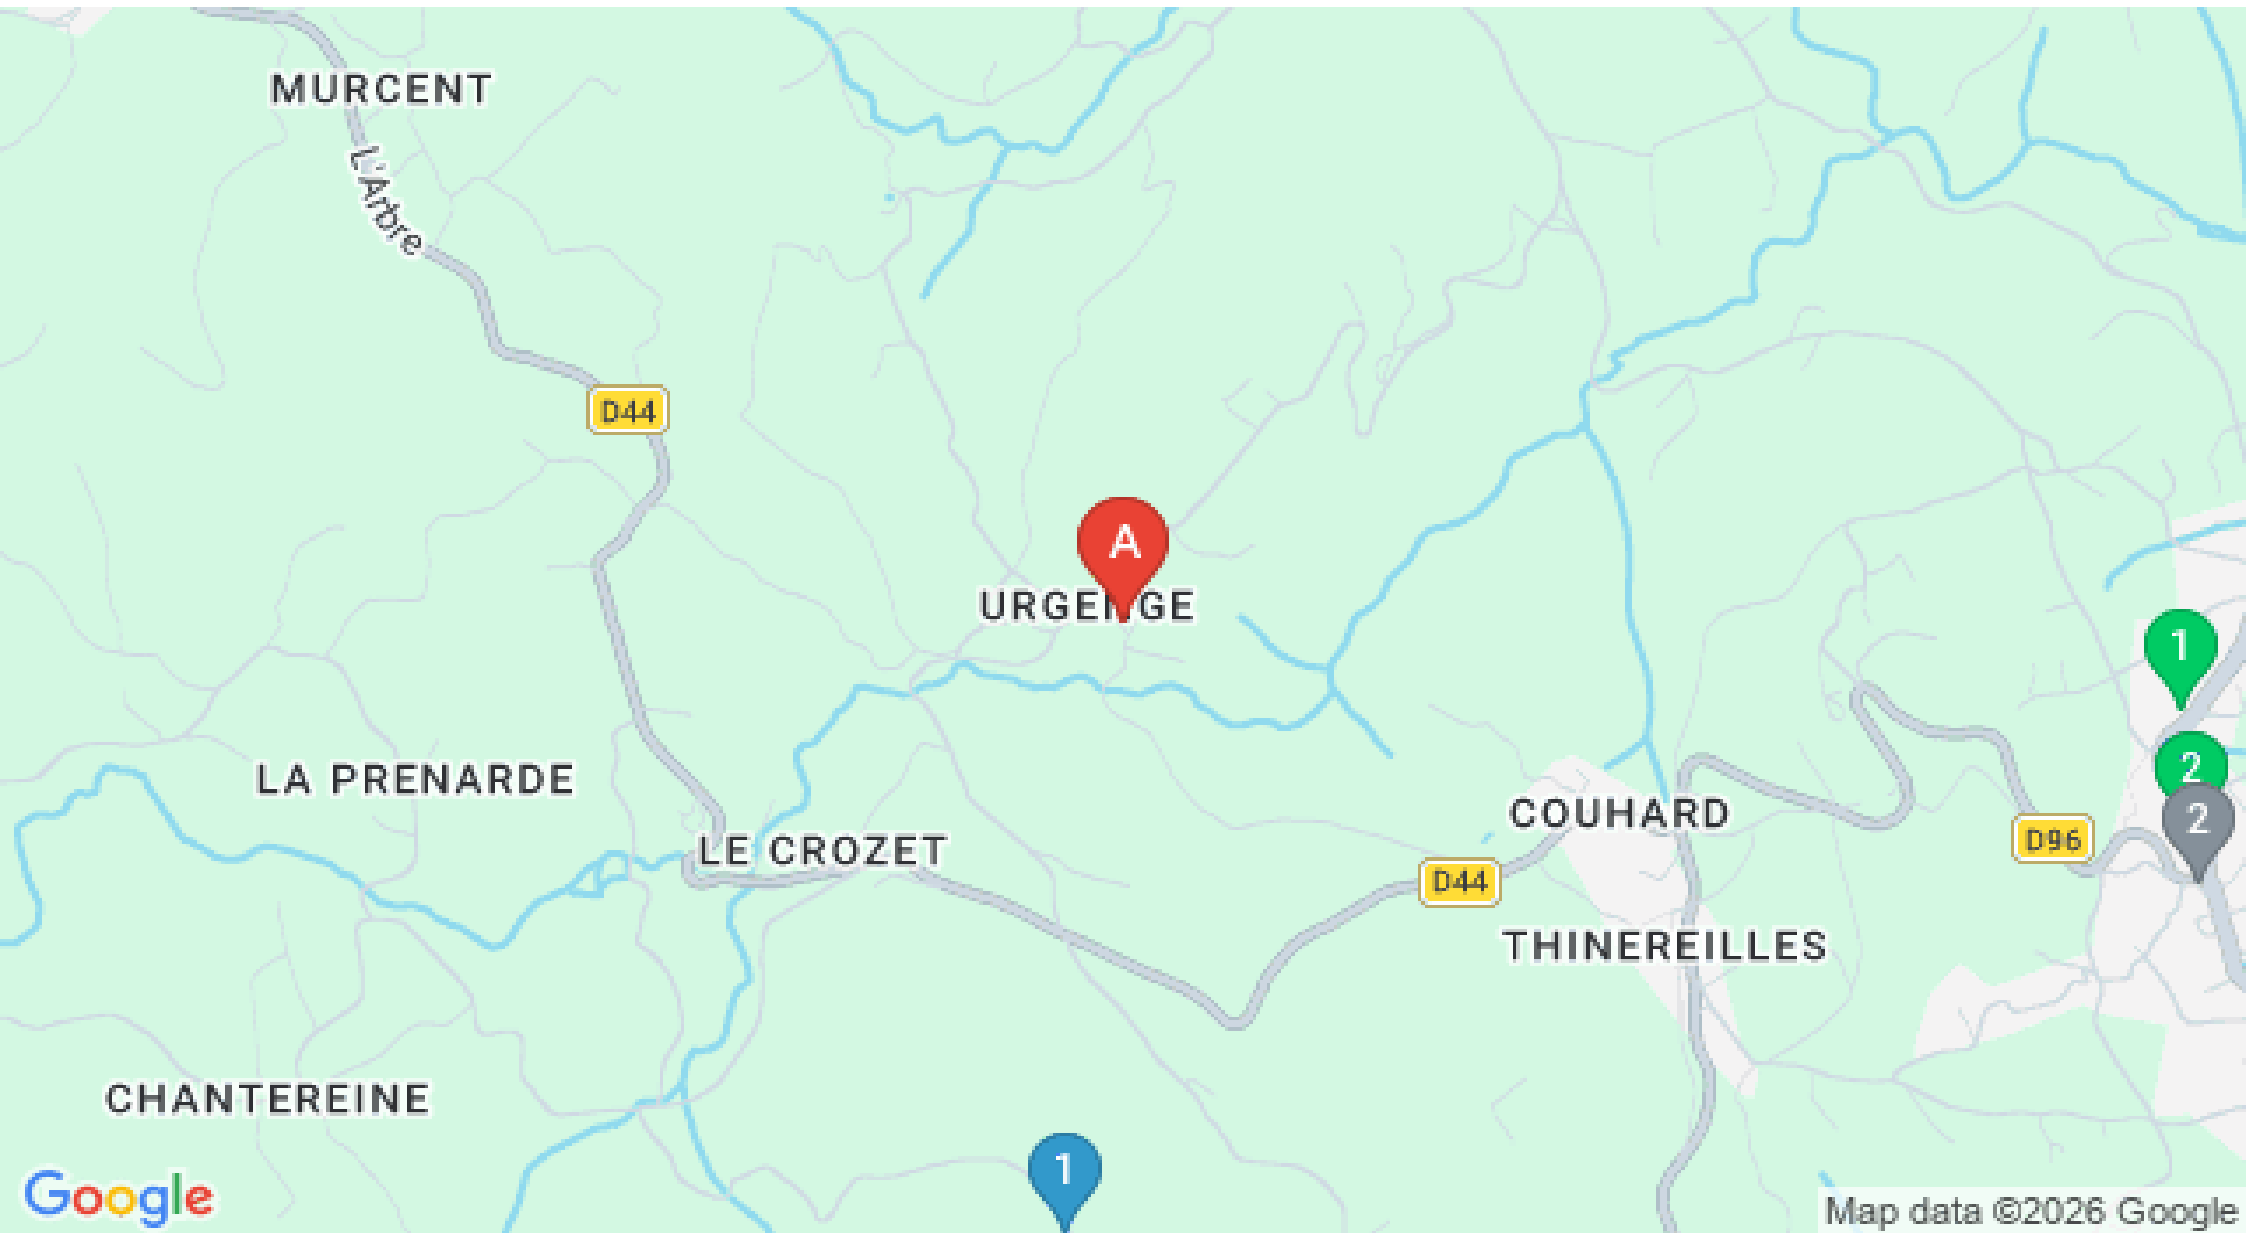 MURCENT
L'Arbre
D44
A
URGENGE
1
2
2
LA PRENARDE
COUHARD
D96
LE CROZET
D44
THINEREILLES
CHANTEREINE
1
Google
Map data ©2026 Google